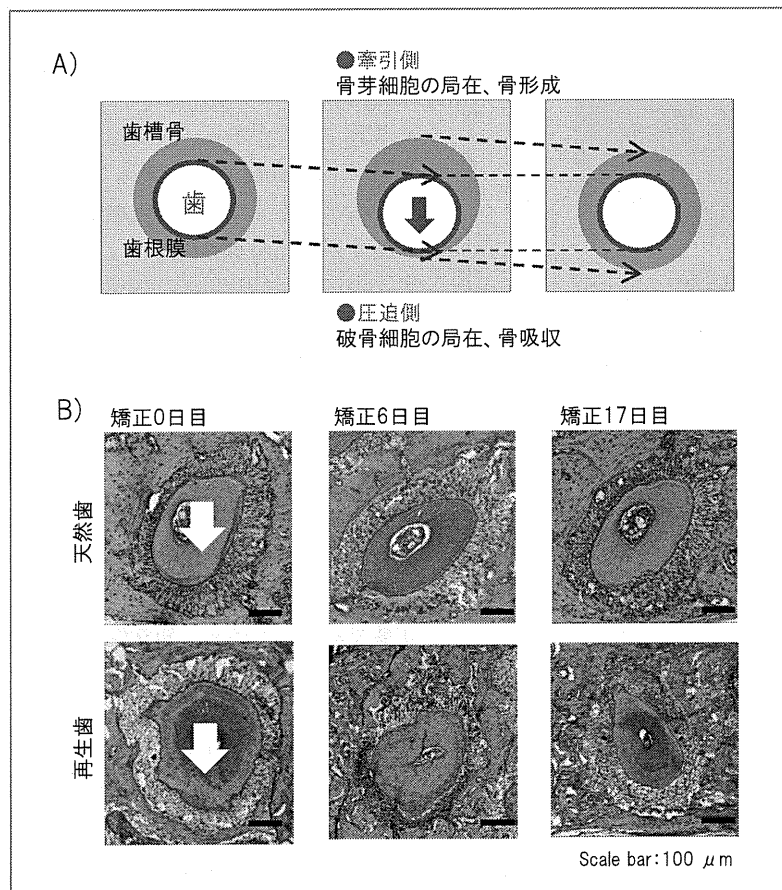 A)
●牽引側
骨芽細胞の局在、骨形成
歯槽骨
歯
歯根膜
●圧迫側
破骨細胞の局在、骨吸収
B)
矯正0日目
矯正6日目
矯正17日目
天然歯
再生歯
Scale bar:100 μm